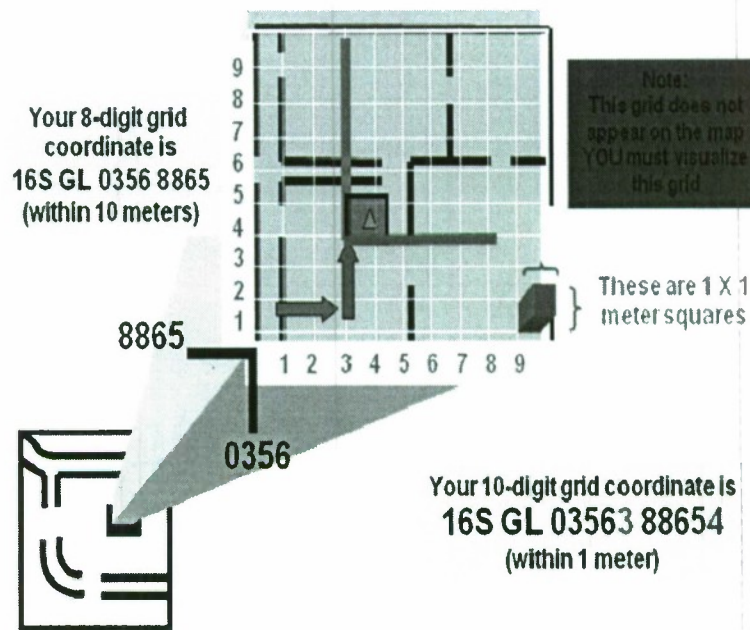 Your 8-digit grid
coordinate is
16S GL 0356 8865
(within 10 meters)
9
8
7
6
5
4
3
2
1
1 2 3 4 5 6 7 8 9
Note:
This grid does not
appear on the map
YOU must visualize
this grid
These are 1 X 1
meter squares
8865
0356
Your 10-digit grid coordinate is
16S GL 03563 88654
(within 1 meter)